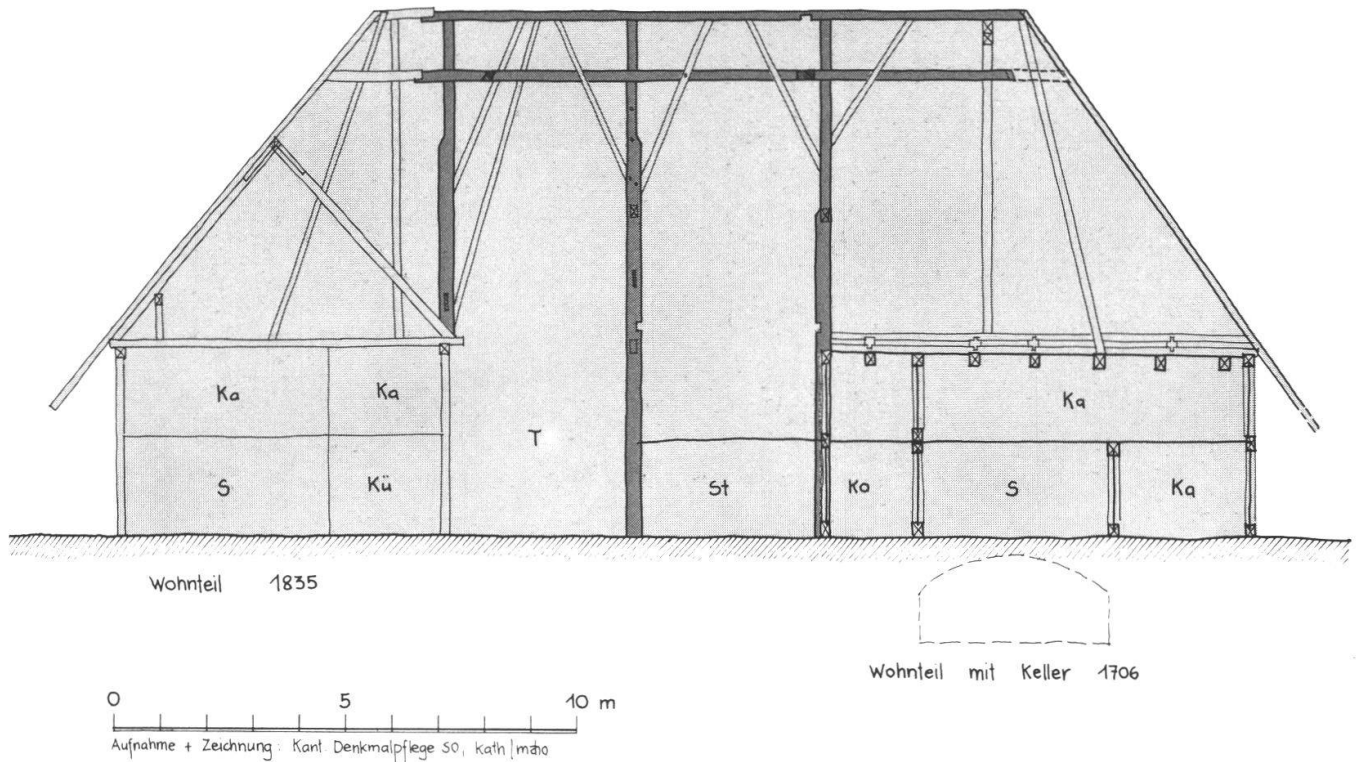 Ka Ka Ka
T
S Kü St Ko S Ka
Wohnteil 1835
Wohnteil mit Keller 1706
0 5 10 m
Aufnahme + Zeichnung: Kant. Denkmalpflege SO, Kath/